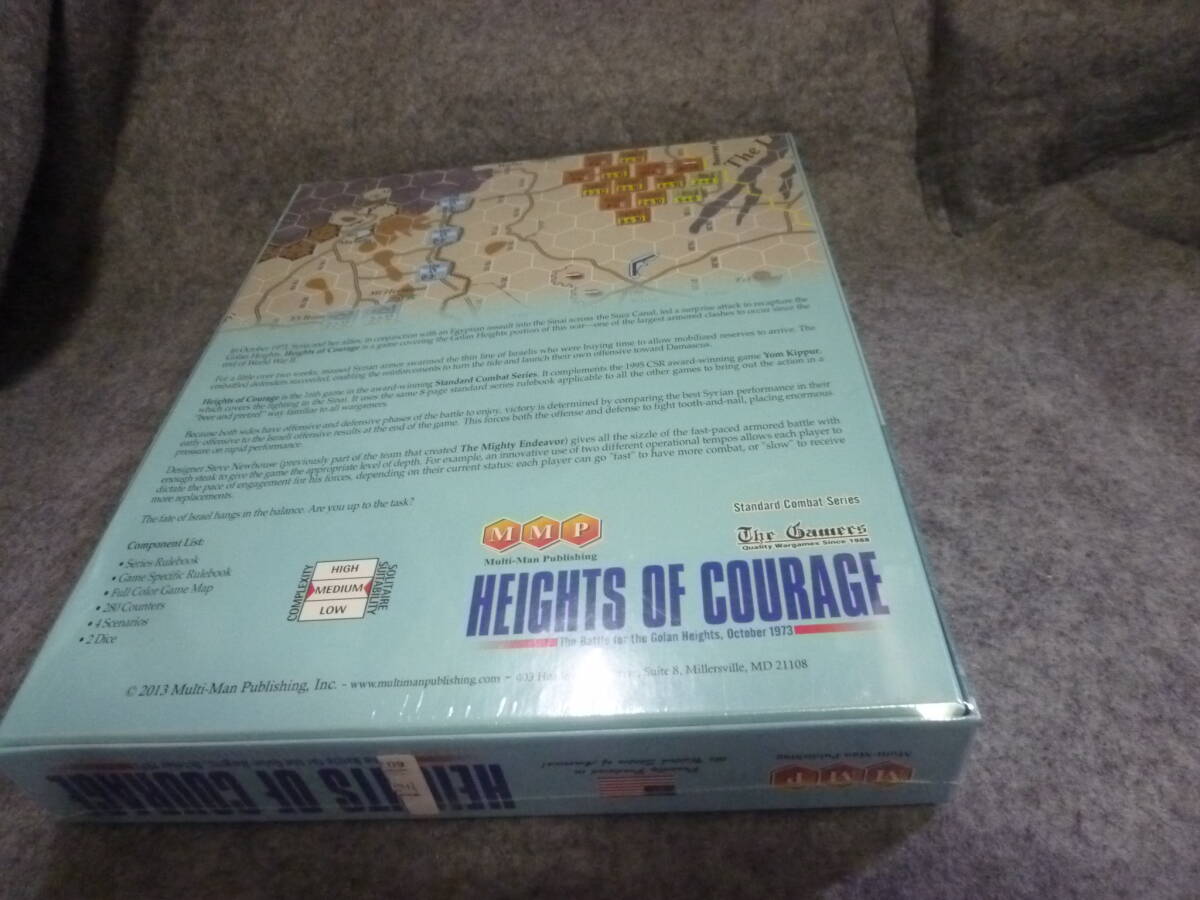 The J
In October 1973, Syria and her allies, in conjunction with an Egyptian assault into the Sinai across the Suez Canal, led a surprise attack to recapture the
Golan Heights. Heights of Courage is a game covering the Golan Heights portion of this war—one of the largest armored clashes to occur since the
end of World War II.
For a little over two weeks, massed Syrian armor swarmed the thin line of Israelis who were buying time to allow mobilized reserves to arrive. The
embattled defenders succeeded, enabling the reinforcements to turn the tide and launch their own offensive toward Damascus.
Heights of Courage is the game in the award-winning Standard Combat Series. It complements the 1995 CSR award-winning game Yom Kippur,
which covers the fighting in the Sinai. It uses the same 8-page standard series rulebook applicable to all the other games to bring out the action in a
"beer and pretzel" way familiar to all wargamers.
Because both sides have offensive and defensive phases of the battle to enjoy, victory is determined by comparing the best Syrian performance in their
early offensive to the Israeli offensive results at the end of the game. This forces both the offense and defense to fight tooth-and-nail, placing enormous
pressure on rapid performance.
Designer Steve Newhouse (previously part of the team that created The Mighty Endeavor) gives all the sizzle of the fast-paced armored battle with
enough steak to give the game the appropriate level of depth. For example, an innovative use of two different operational tempos allows each player to
dictate the pace of engagement for his forces, depending on their current status: each player can go "fast" to have more combat, or "slow" to receive
more replacements.
The fate of Israel hangs in the balance. Are you up to the task?
Component List:
• Series Rulebook
• Game Specific Rulebook
• Full Color Game Map
• 280 Counters
• 4 Scenarios
• 2 Dice
COMPLEXITY
HIGH
MEDIUM
LOW
SOLITAIRE
SUITABILITY
MMP
Multi-Man Publishing
Standard Combat Series
The Gamers
Quality Wargames Since 1988
HEIGHTS OF COURAGE
The Battle for the Golan Heights, October 1973
© 2013 Multi-Man Publishing, Inc. - www.multimanpublishing.com - 403 Suite 8, Millersville, MD 21108
HEIGHTS OF COURAGE
Proudly Produced in
the United States of America!
MMP
Multi-Man Publishing